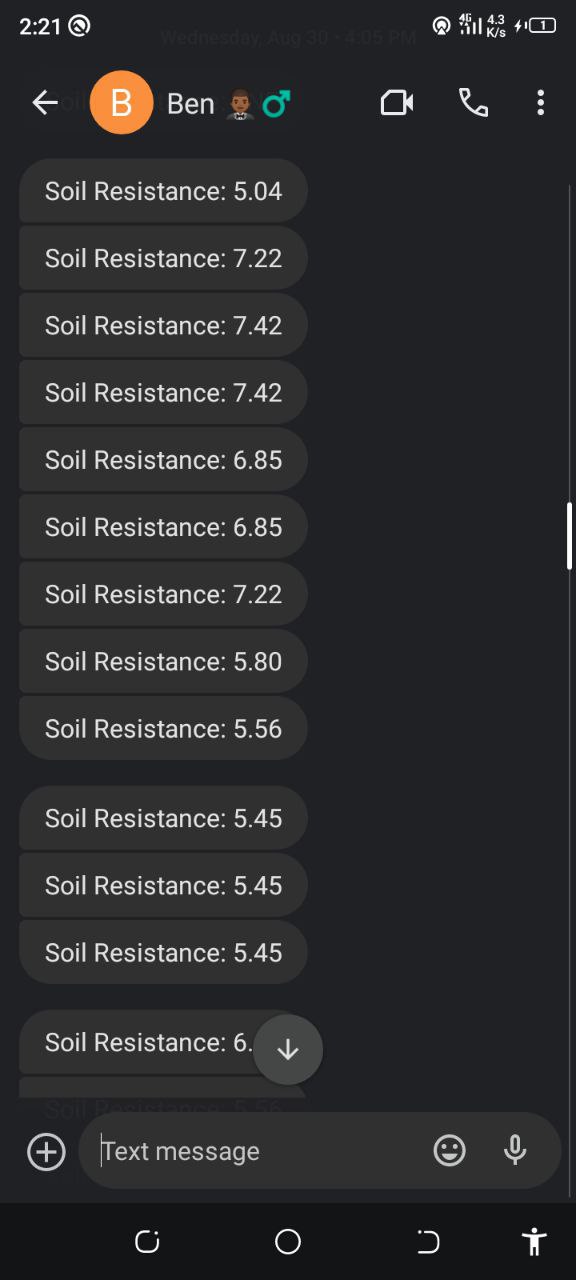 2:21
4G
4.3
K/s
1
Wednesday, Aug 30 • 4:05 PM
B
Ben
Soil Resistance: 5.04
Soil Resistance: 7.22
Soil Resistance: 7.42
Soil Resistance: 7.42
Soil Resistance: 6.85
Soil Resistance: 6.85
Soil Resistance: 7.22
Soil Resistance: 5.80
Soil Resistance: 5.56
Soil Resistance: 5.45
Soil Resistance: 5.45
Soil Resistance: 5.45
Soil Resistance: 6.
Soil Resistance: 5.56
Text message